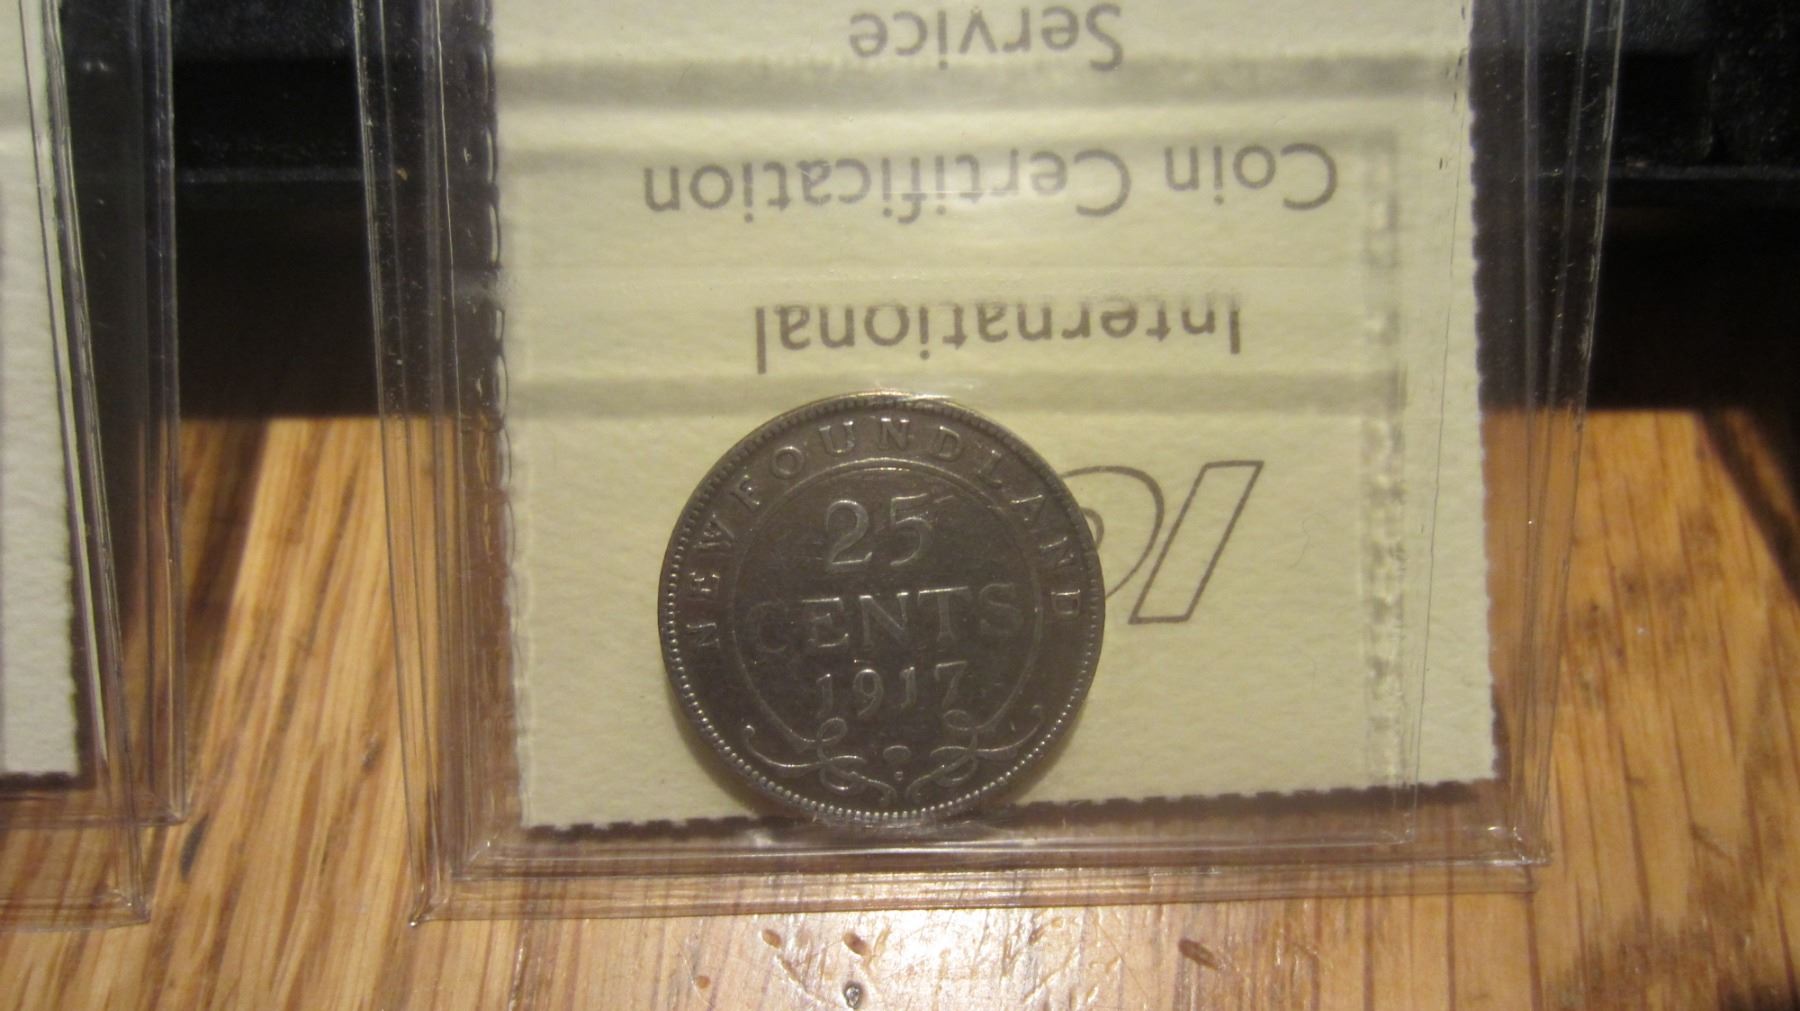 International
Coin Certification
Service
NEWFOUNDLAND
25
CENTS
1917